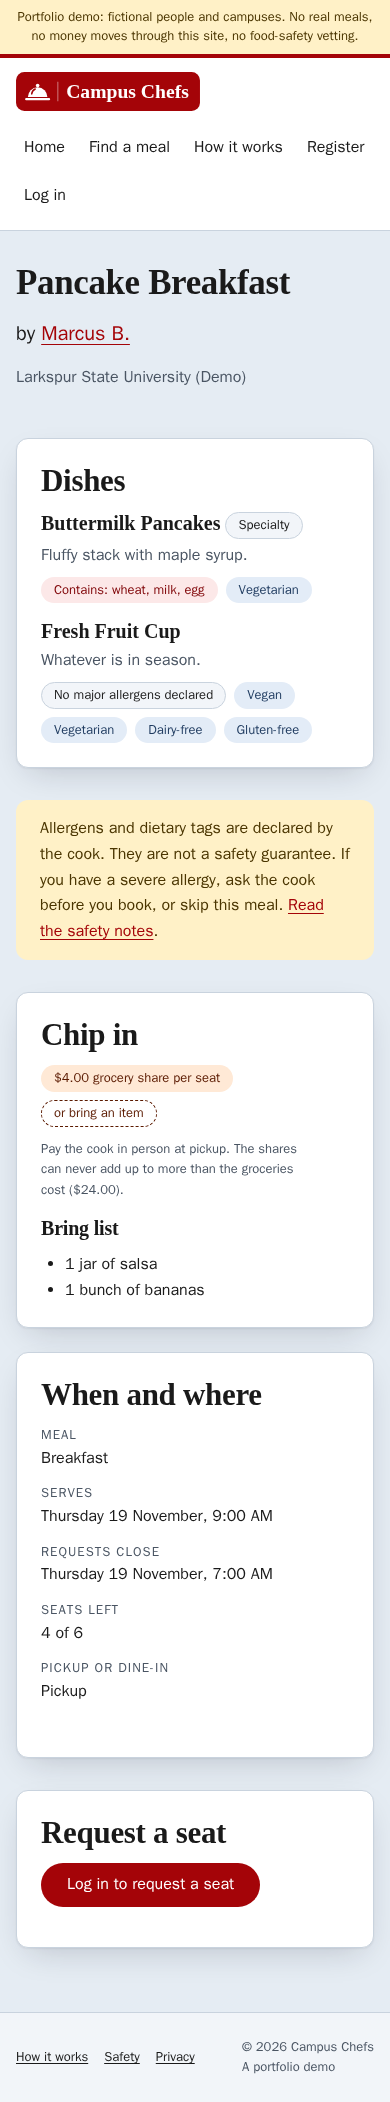 Portfolio demo: fictional people and campuses. No real meals,
no money moves through this site, no food-safety vetting.
Campus Chefs
Home Find a meal How it works Register
Log in
Pancake Breakfast
by Marcus B.
Larkspur State University (Demo)
Dishes
Buttermilk Pancakes Specialty
Fluffy stack with maple syrup.
Contains: wheat, milk, egg Vegetarian
Fresh Fruit Cup
Whatever is in season.
No major allergens declared Vegan
Vegetarian Dairy-free Gluten-free
Allergens and dietary tags are declared by
the cook. They are not a safety guarantee. If
you have a severe allergy, ask the cook
before you book, or skip this meal. Read
the safety notes.
Chip in
$4.00 grocery share per seat
or bring an item
Pay the cook in person at pickup. The shares
can never add up to more than the groceries
cost ($24.00).
Bring list
• 1 jar of salsa
• 1 bunch of bananas
When and where
MEAL
Breakfast
SERVES
Thursday 19 November, 9:00 AM
REQUESTS CLOSE
Thursday 19 November, 7:00 AM
SEATS LEFT
4 of 6
PICKUP OR DINE-IN
Pickup
Request a seat
Log in to request a seat
How it works Safety Privacy
© 2026 Campus Chefs
A portfolio demo